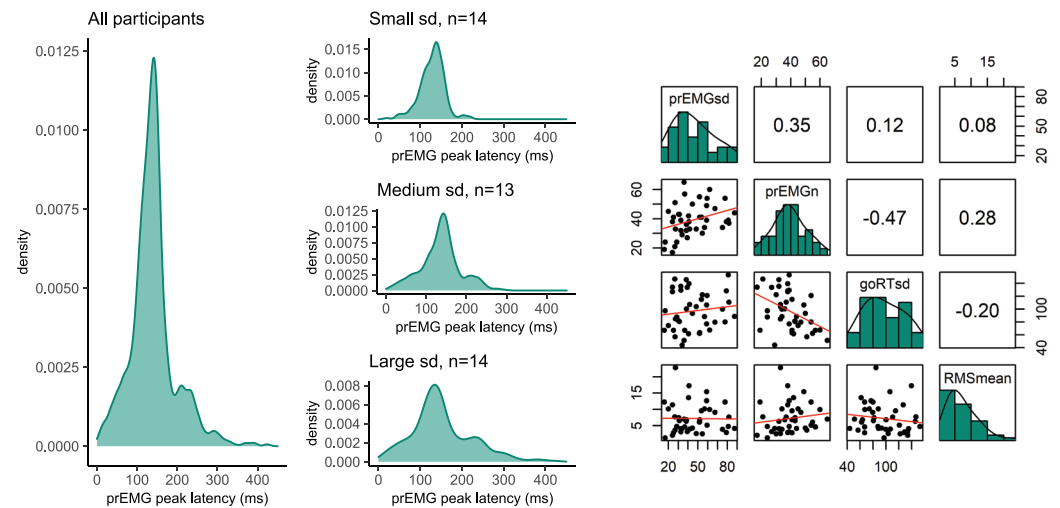 All participants
0.0125
0.0100
0.0075
0.0050
0.0025
0.0000
density
0 100 200 300 400
prEMG peak latency (ms)
Small sd, n=14
0.015
0.010
0.005
0.000
density
0 100 200 300 400
prEMG peak latency (ms)
Medium sd, n=13
0.0125
0.0100
0.0075
0.0050
0.0025
0.0000
density
0 100 200 300 400
prEMG peak latency (ms)
Large sd, n=14
0.008
0.006
0.004
0.002
0.000
density
0 100 200 300 400
prEMG peak latency (ms)
20 40 60
5 15
prEMGsd
0.35
0.12
0.08
80
50
20
60
40
20
prEMGn
-0.47
0.28
goRTsd
-0.20
100
40
15
5
RMSmean
20 50 80
40 100